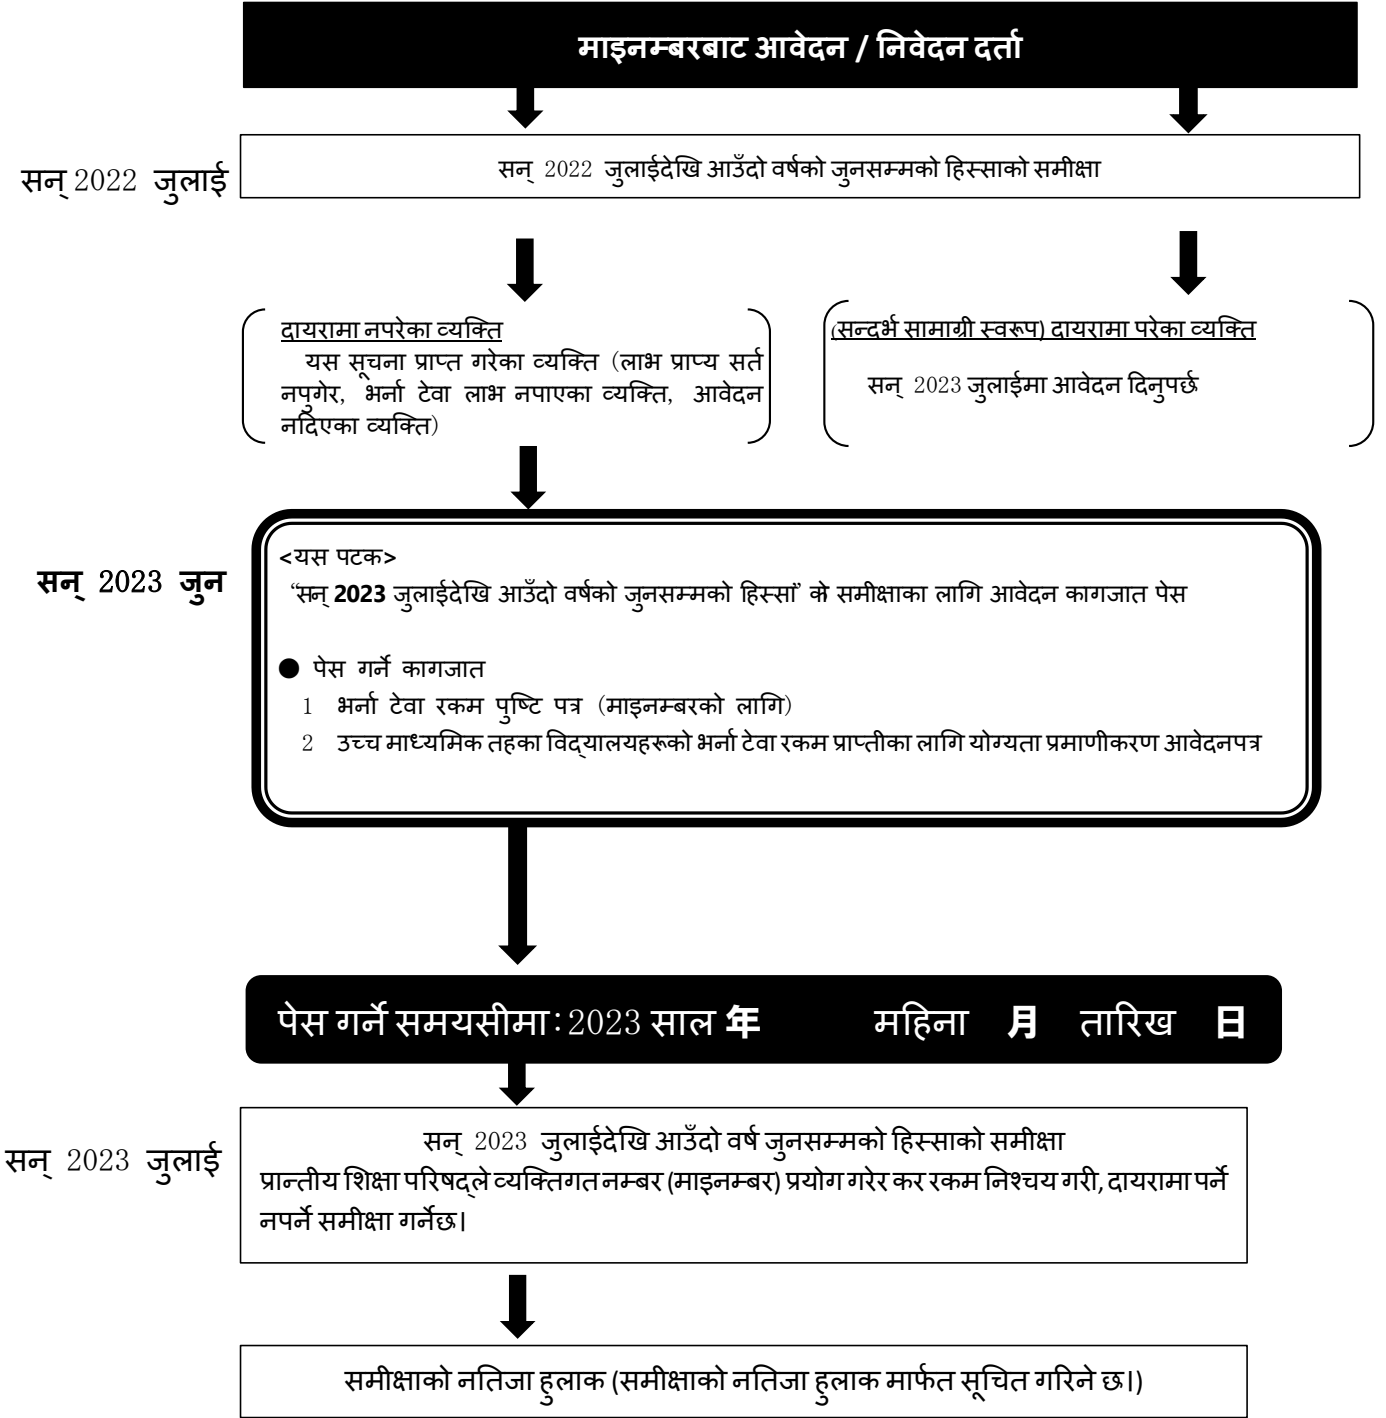 माइनम्बरबाट आवेदन / निवेदन दर्ता
सन् 2022 जुलाई
सन् 2022 जुलाईदेखि आउँदो वर्षको जुनसम्मको हिस्साको समीक्षा
दायरामा नपरेका व्यक्ति
यस सूचना प्राप्त गरेका व्यक्ति (लाभ प्राप्य सर्त
नपुगेर, भर्ना टेवा लाभ नपाएका व्यक्ति, आवेदन
नदिएका व्यक्ति)
(सन्दर्भ सामाग्री स्वरूप) दायरामा परेका व्यक्ति
सन् 2023 जुलाईमा आवेदन दिनुपर्छ
सन् 2023 जुन
<यस पटक>
“सन् 2023 जुलाईदेखि आउँदो वर्षको जुनसम्मको हिस्सा” को समीक्षाका लागि आवेदन कागजात पेस
● पेस गर्ने कागजात
1 भर्ना टेवा रकम पुष्टि पत्र (माइनम्बरको लागि)
2 उच्च माध्यमिक तहका विद्यालयहरूको भर्ना टेवा रकम प्राप्तीका लागि योग्यता प्रमाणीकरण आवेदनपत्र
पेस गर्ने समयसीमा：2023 साल 年 महिना 月 तारिख 日
सन् 2023 जुलाई
सन् 2023 जुलाईदेखि आउँदो वर्ष जुनसम्मको हिस्साको समीक्षा
प्रान्तीय शिक्षा परिषद्ले व्यक्तिगत नम्बर (माइनम्बर) प्रयोग गरेर कर रकम निश्चय गरी, दायरामा पर्ने
नपर्ने समीक्षा गर्नेछ।
समीक्षाको नतिजा हुलाक (समीक्षाको नतिजा हुलाक मार्फत सूचित गरिने छ।)